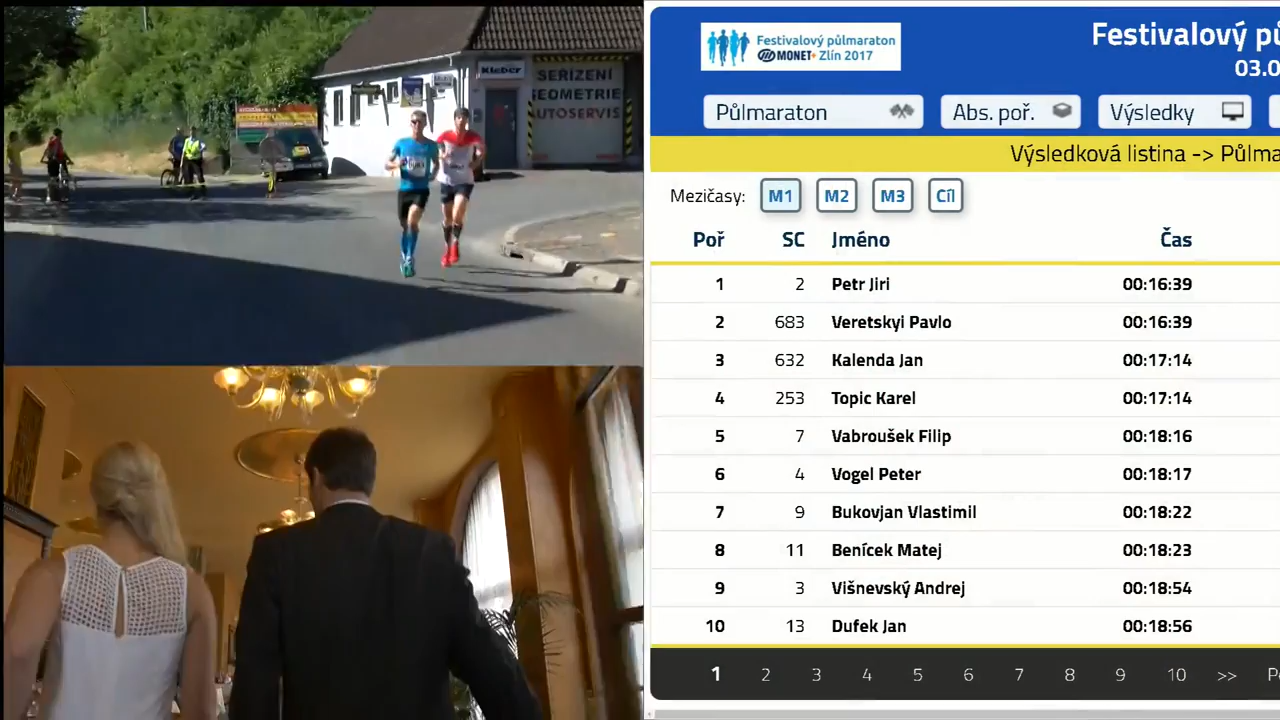 Kleber
SEŘÍZENÍ
GEOMETRIE
AUTOSERVIS
Festivalový půlmaraton
MONET+ Zlín 2017
Festivalový pů
03.0
Půlmaraton
Abs. poř.
Výsledky
Výsledková listina -> Půlma
Mezičasy: M1 M2 M3 Cíl
Poř SC Jméno Čas
1 2 Petr Jiri 00:16:39
2 683 Veretskyi Pavlo 00:16:39
3 632 Kalenda Jan 00:17:14
4 253 Topic Karel 00:17:14
5 7 Vabroušek Filip 00:18:16
6 4 Vogel Peter 00:18:17
7 9 Bukovjan Vlastimil 00:18:22
8 11 Benícek Matej 00:18:23
9 3 Višnevský Andrej 00:18:54
10 13 Dufek Jan 00:18:56
1 2 3 4 5 6 7 8 9 10 >> P